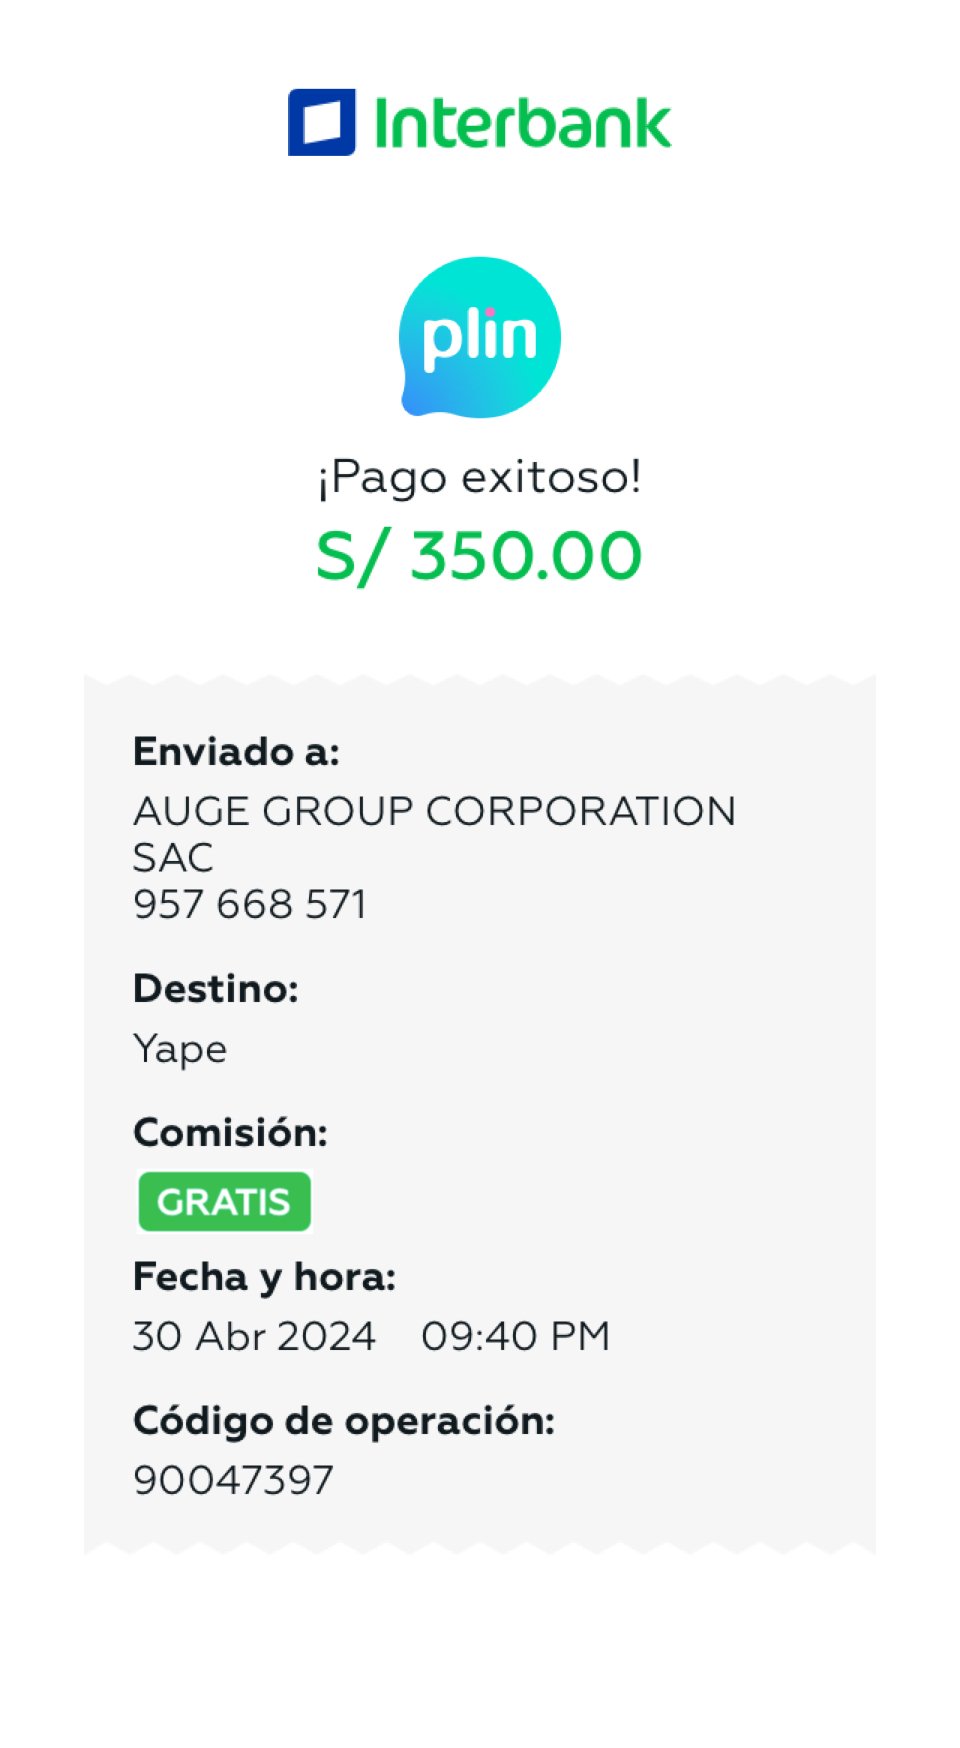 Interbank
plin
¡Pago exitoso!
S/ 350.00
Enviado a:
AUGE GROUP CORPORATION
SAC
957 668 571
Destino:
Yape
Comisión:
GRATIS
Fecha y hora:
30 Abr 2024 09:40 PM
Código de operación:
90047397